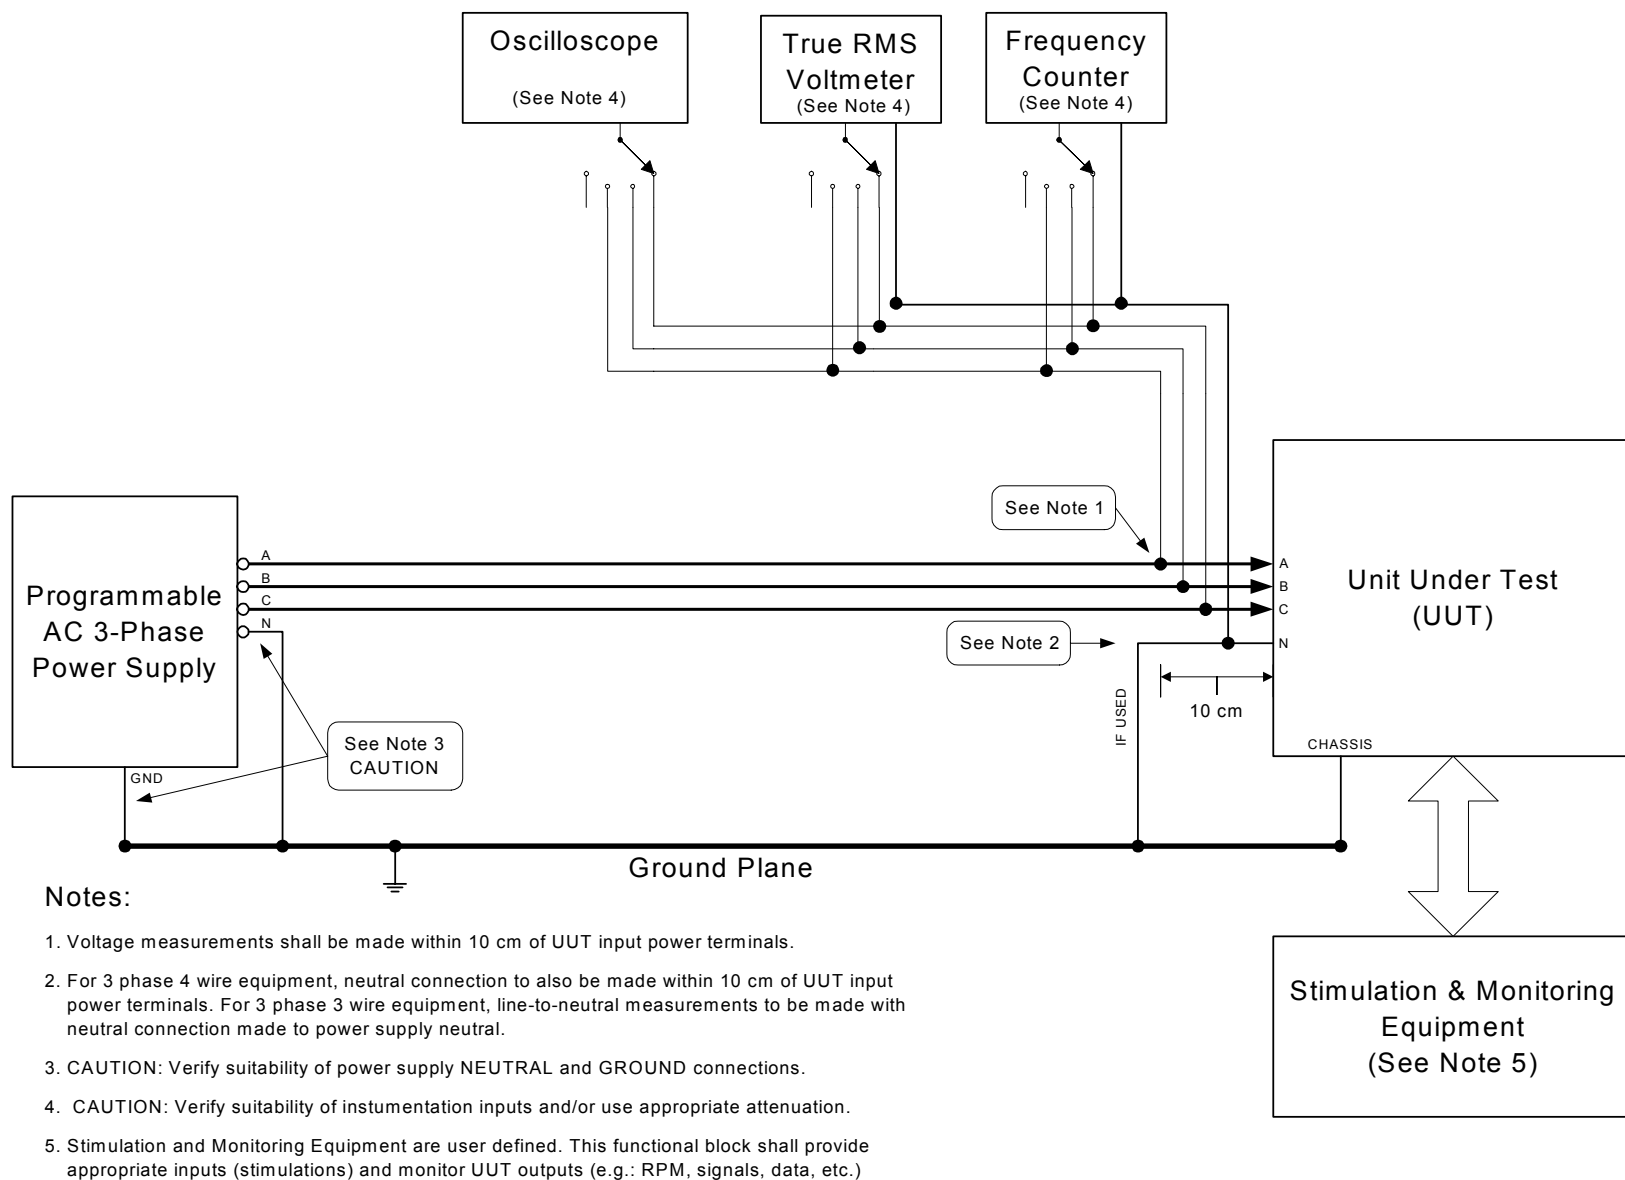 Oscilloscope
(See Note 4)
True RMS
Voltmeter
(See Note 4)
Frequency
Counter
(See Note 4)
See Note 1
Programmable
AC 3-Phase
Power Supply
A
B
C
N
A
B
C
N
Unit Under Test
(UUT)
See Note 2
IF USED
10 cm
See Note 3
CAUTION
GND
CHASSIS
Ground Plane
Stimulation & Monitoring
Equipment
(See Note 5)
Notes:
1. Voltage measurements shall be made within 10 cm of UUT input power terminals.
2. For 3 phase 4 wire equipment, neutral connection to also be made within 10 cm of UUT input
power terminals. For 3 phase 3 wire equipment, line-to-neutral measurements to be made with
neutral connection made to power supply neutral.
3. CAUTION: Verify suitability of power supply NEUTRAL and GROUND connections.
4. CAUTION: Verify suitability of instumentation inputs and/or use appropriate attenuation.
5. Stimulation and Monitoring Equipment are user defined. This functional block shall provide
appropriate inputs (stimulations) and monitor UUT outputs (e.g.: RPM, signals, data, etc.)